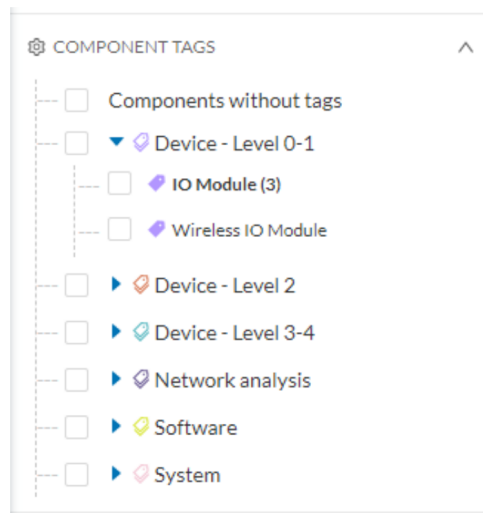 COMPONENT TAGS
Components without tags
Device - Level 0-1
IO Module (3)
Wireless IO Module
Device - Level 2
Device - Level 3-4
Network analysis
Software
System